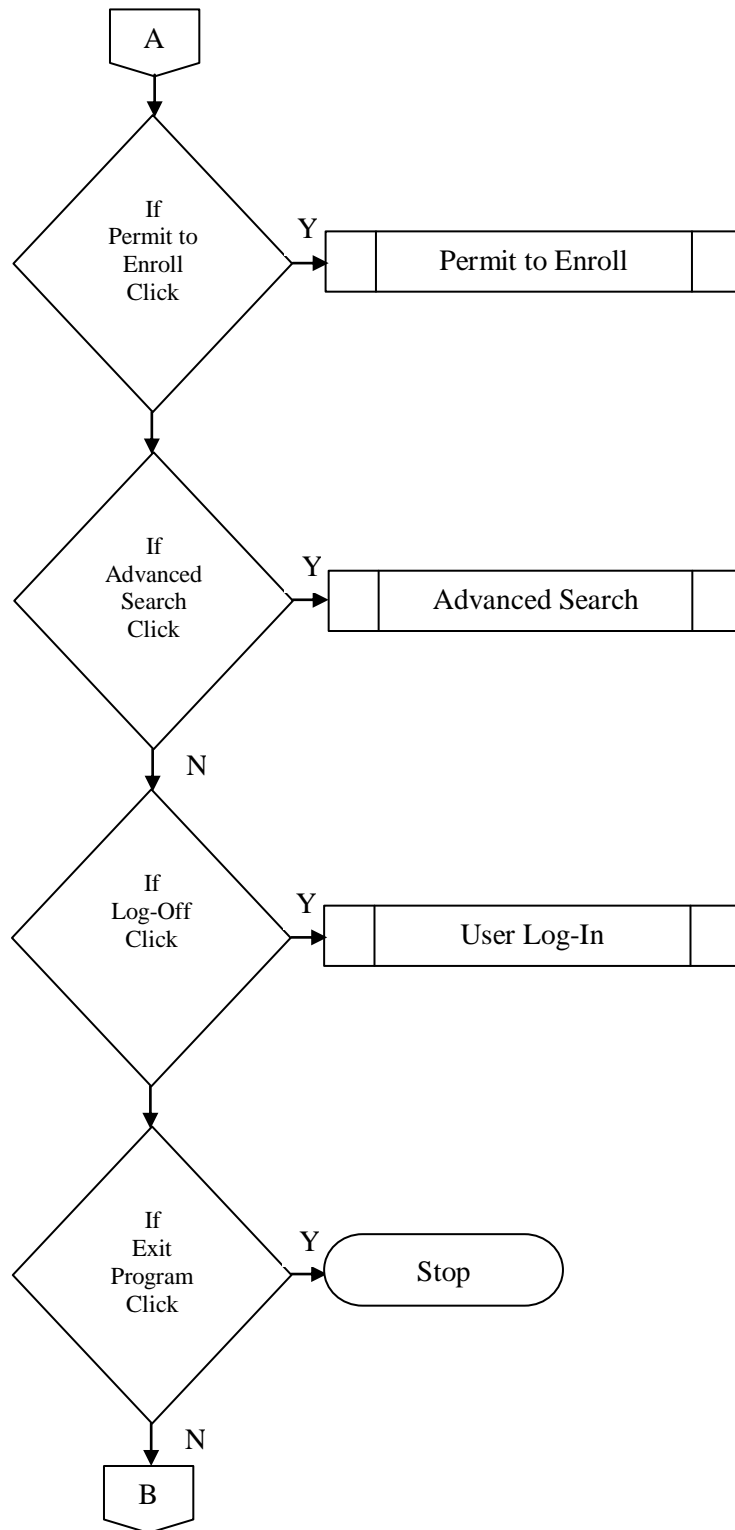 A
If
Permit to
Enroll
Click
Y
Permit to Enroll
If
Advanced
Search
Click
Y
Advanced Search
N
If
Log-Off
Click
Y
User Log-In
If
Exit
Program
Click
Y
Stop
N
B